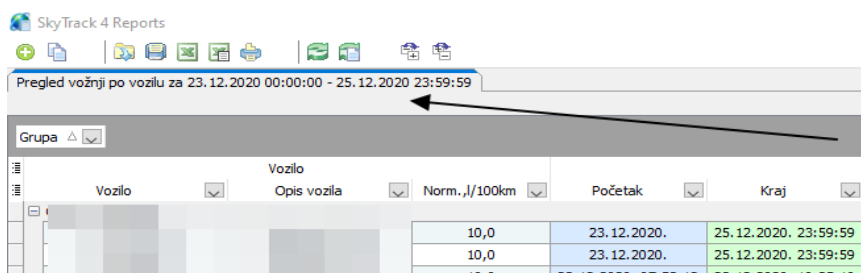 SkyTrack 4 Reports
Pregled vožnji po vozilu za 23.12.2020 00:00:00 - 25.12.2020 23:59:59
Grupa
Vozilo
Vozilo Opis vozila Norm.,l/100km Početak Kraj
10,0 23.12.2020. 25.12.2020. 23:59:59
10,0 23.12.2020. 25.12.2020. 23:59:59